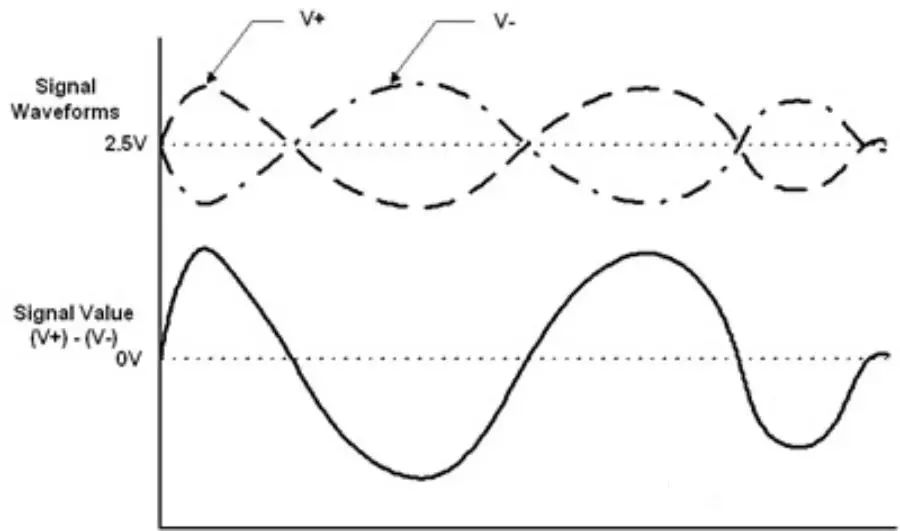 V+
V-
Signal
Waveforms
2.5V
Signal Value
(V+) - (V-)
0V